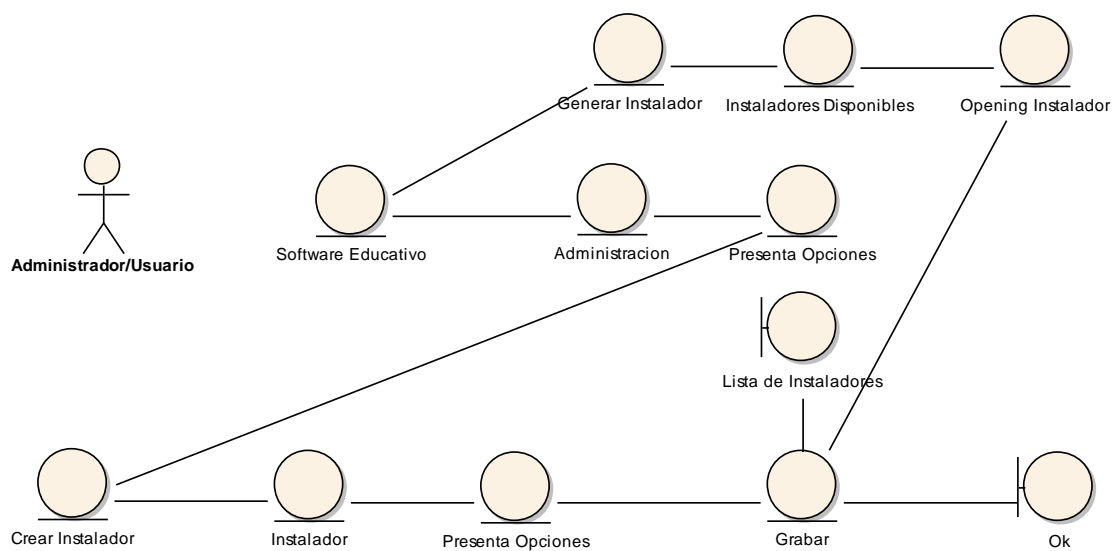 Generar Instalador
Instaladores Disponibles
Opening Instalador
Administrador/Usuario
Software Educativo
Administracion
Presenta Opciones
Lista de Instaladores
Crear Instalador
Instalador
Presenta Opciones
Grabar
Ok